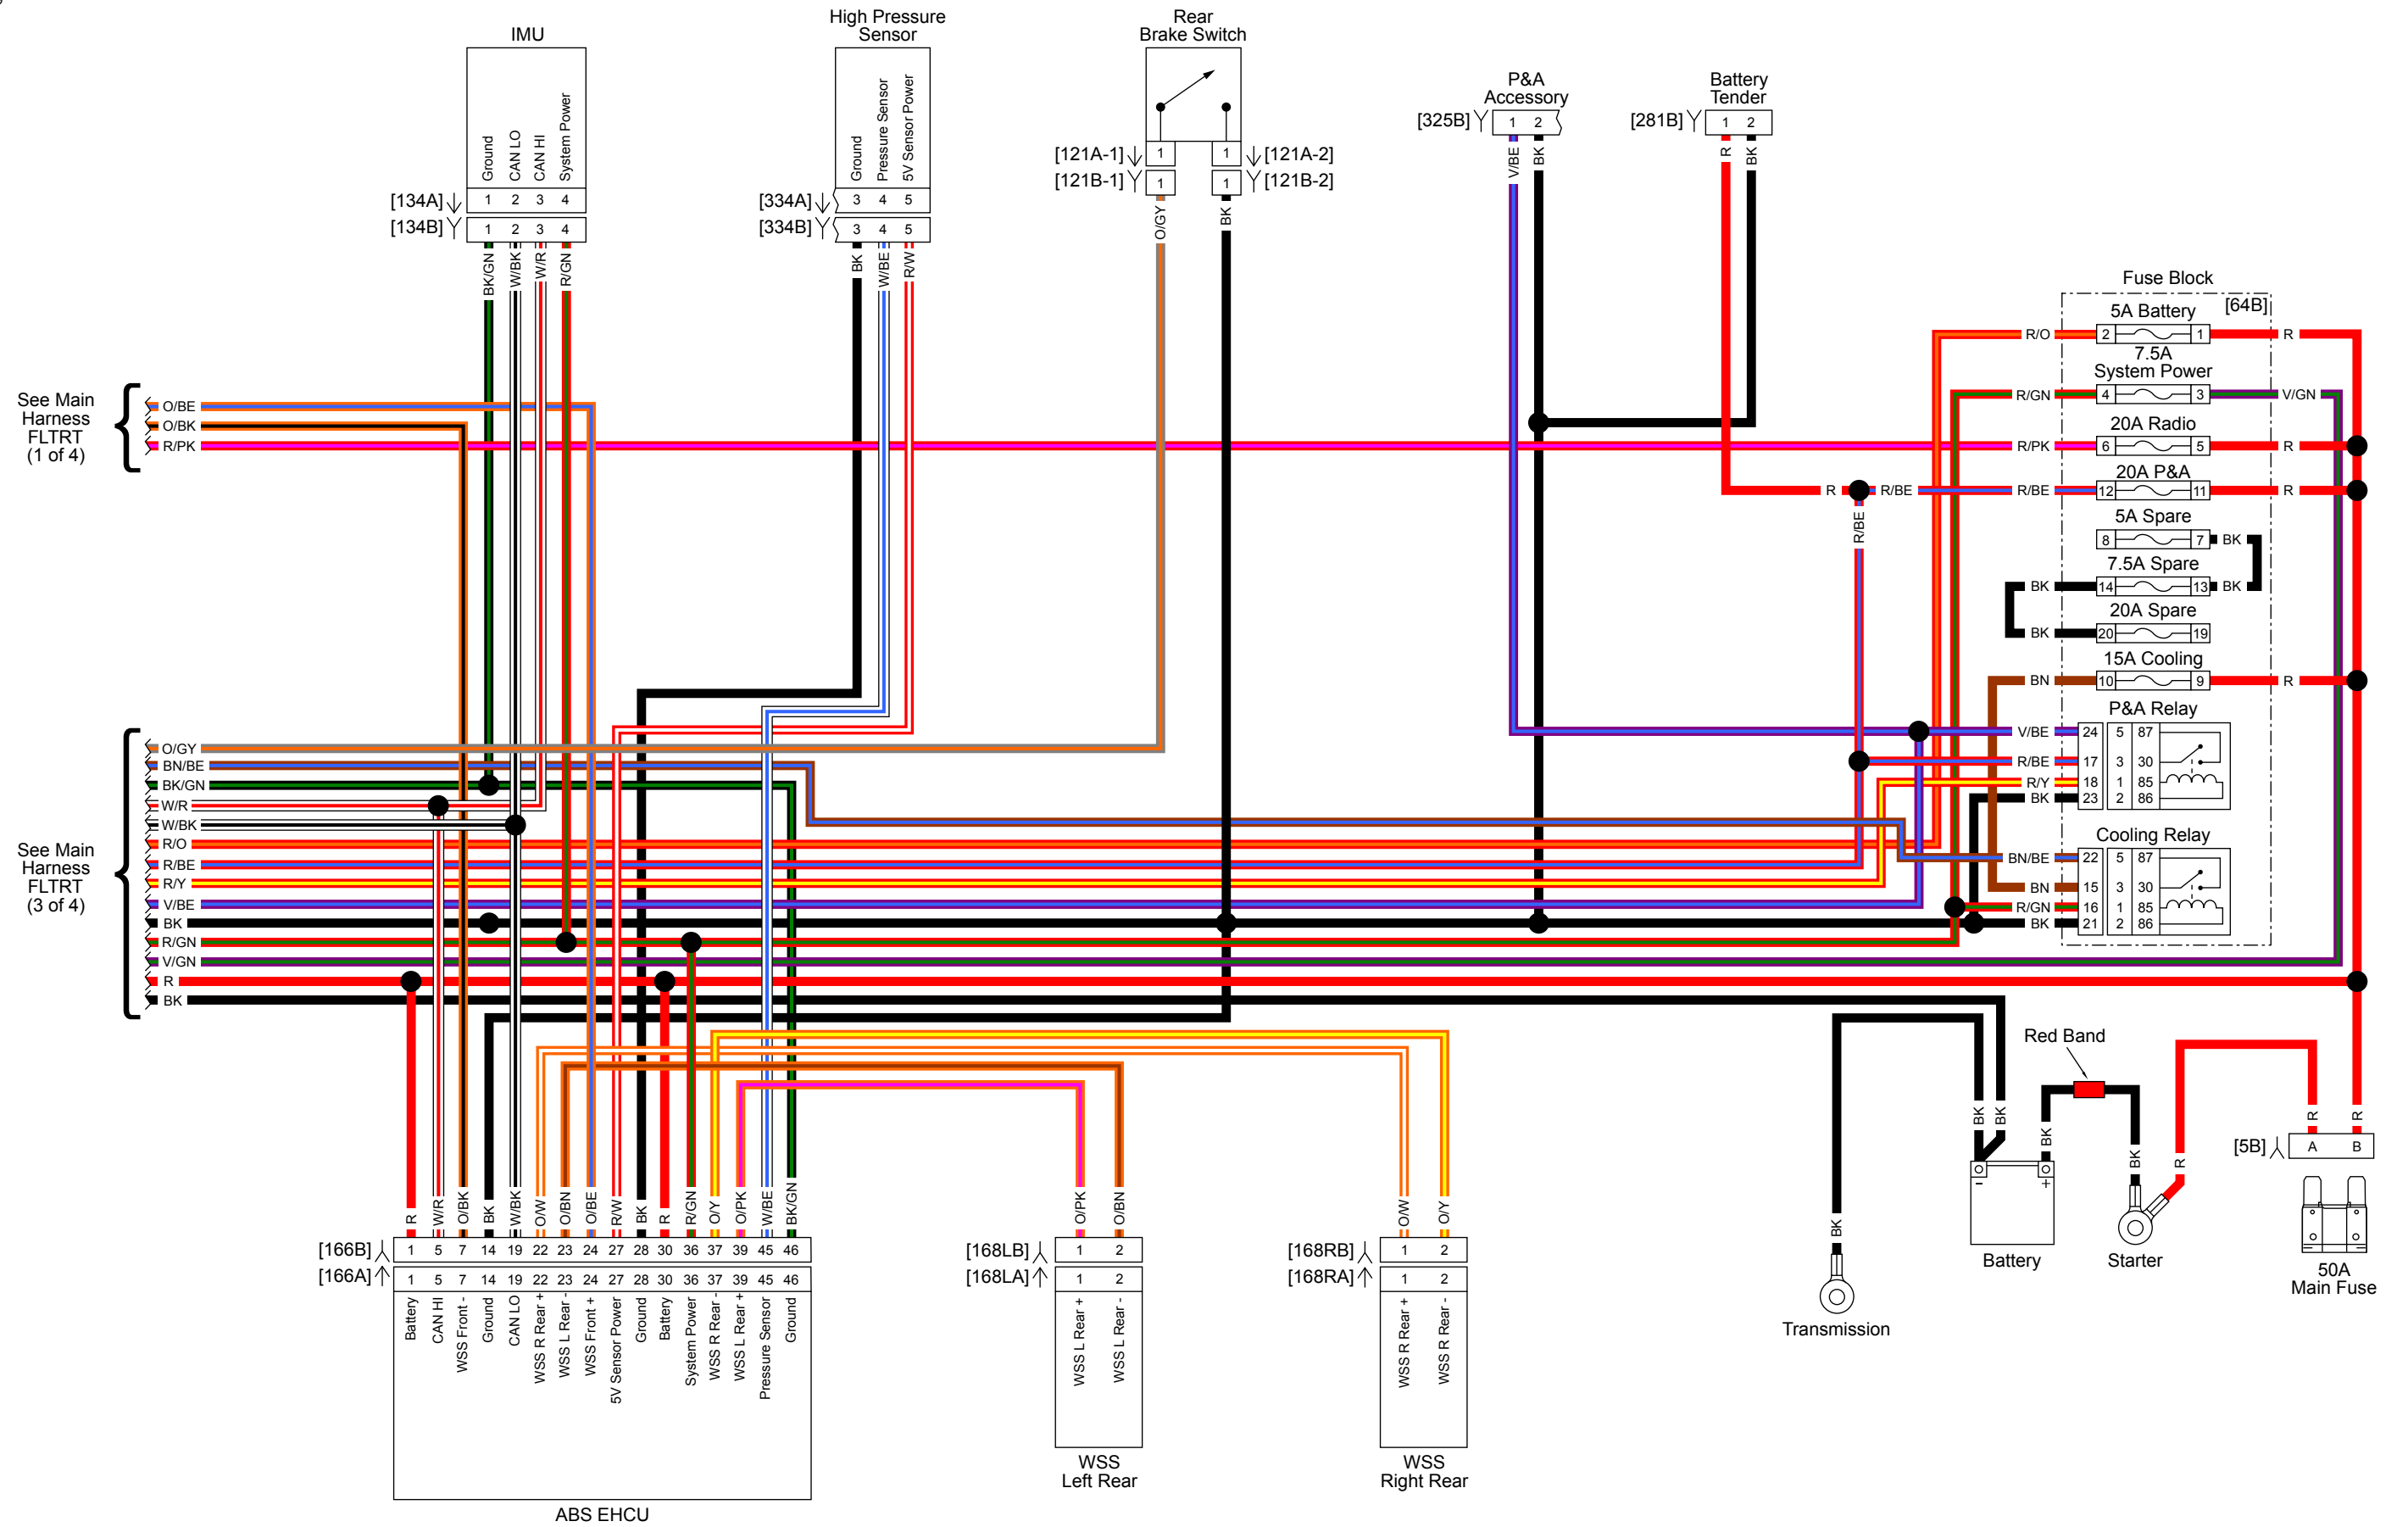 IMU
High Pressure
Sensor
Rear
Brake Switch
P&A
Accessory
Battery
Tender
Ground
CAN LO
CAN HI
System Power
Ground
Pressure Sensor
5V Sensor Power
[325B] 1 2
[281B] 1 2
[121A-1] 1 1 [121A-2]
[121B-1] 1 1 [121B-2]
[134A] 1 2 3 4
[134B] 1 2 3 4
[334A] 3 4 5
[334B] 3 4 5
V/BE BK
R BK
BK/GN W/BK W/R R/GN
BK W/BE R/W
O/GY BK
Fuse Block
[64B]
5A Battery
R/O 2 1 R
7.5A
System Power
R/GN 4 3 V/GN
20A Radio
R/PK 6 5 R
20A P&A
R R/BE R/BE 12 11 R
R/BE
5A Spare
8 7 BK
7.5A Spare
BK 14 13 BK
20A Spare
BK 20 19
15A Cooling
BN 10 9 R
P&A Relay
V/BE 24 5 87
R/BE 17 3 30
R/Y 18 1 85
BK 23 2 86
Cooling Relay
BN/BE 22 5 87
BN 15 3 30
R/GN 16 1 85
BK 21 2 86
See Main
Harness
FLTRT
(1 of 4)
O/BE
O/BK
R/PK
See Main
Harness
FLTRT
(3 of 4)
O/GY
BN/BE
BK/GN
W/R
W/BK
R/O
R/BE
R/Y
V/BE
BK
R/GN
V/GN
R
BK
Red Band
BK BK BK BK R R R
BK
[5B] A B
- +
Battery
Starter
50A
Main Fuse
Transmission
R W/R O/BK BK W/BK O/W O/BN O/BE R/W BK R R/GN O/Y O/PK W/BE BK/GN
[166B] 1 5 7 14 19 22 23 24 27 28 30 36 37 39 45 46
[166A] 1 5 7 14 19 22 23 24 27 28 30 36 37 39 45 46
Battery
CAN HI
WSS Front -
Ground
CAN LO
WSS R Rear +
WSS L Rear -
WSS Front +
5V Sensor Power
Ground
Battery
System Power
WSS R Rear -
WSS L Rear +
Pressure Sensor
Ground
ABS EHCU
O/PK O/BN
[168LB] 1 2
[168LA] 1 2
WSS L Rear +
WSS L Rear -
WSS
Left Rear
O/W O/Y
[168RB] 1 2
[168RA] 1 2
WSS R Rear +
WSS R Rear -
WSS
Right Rear